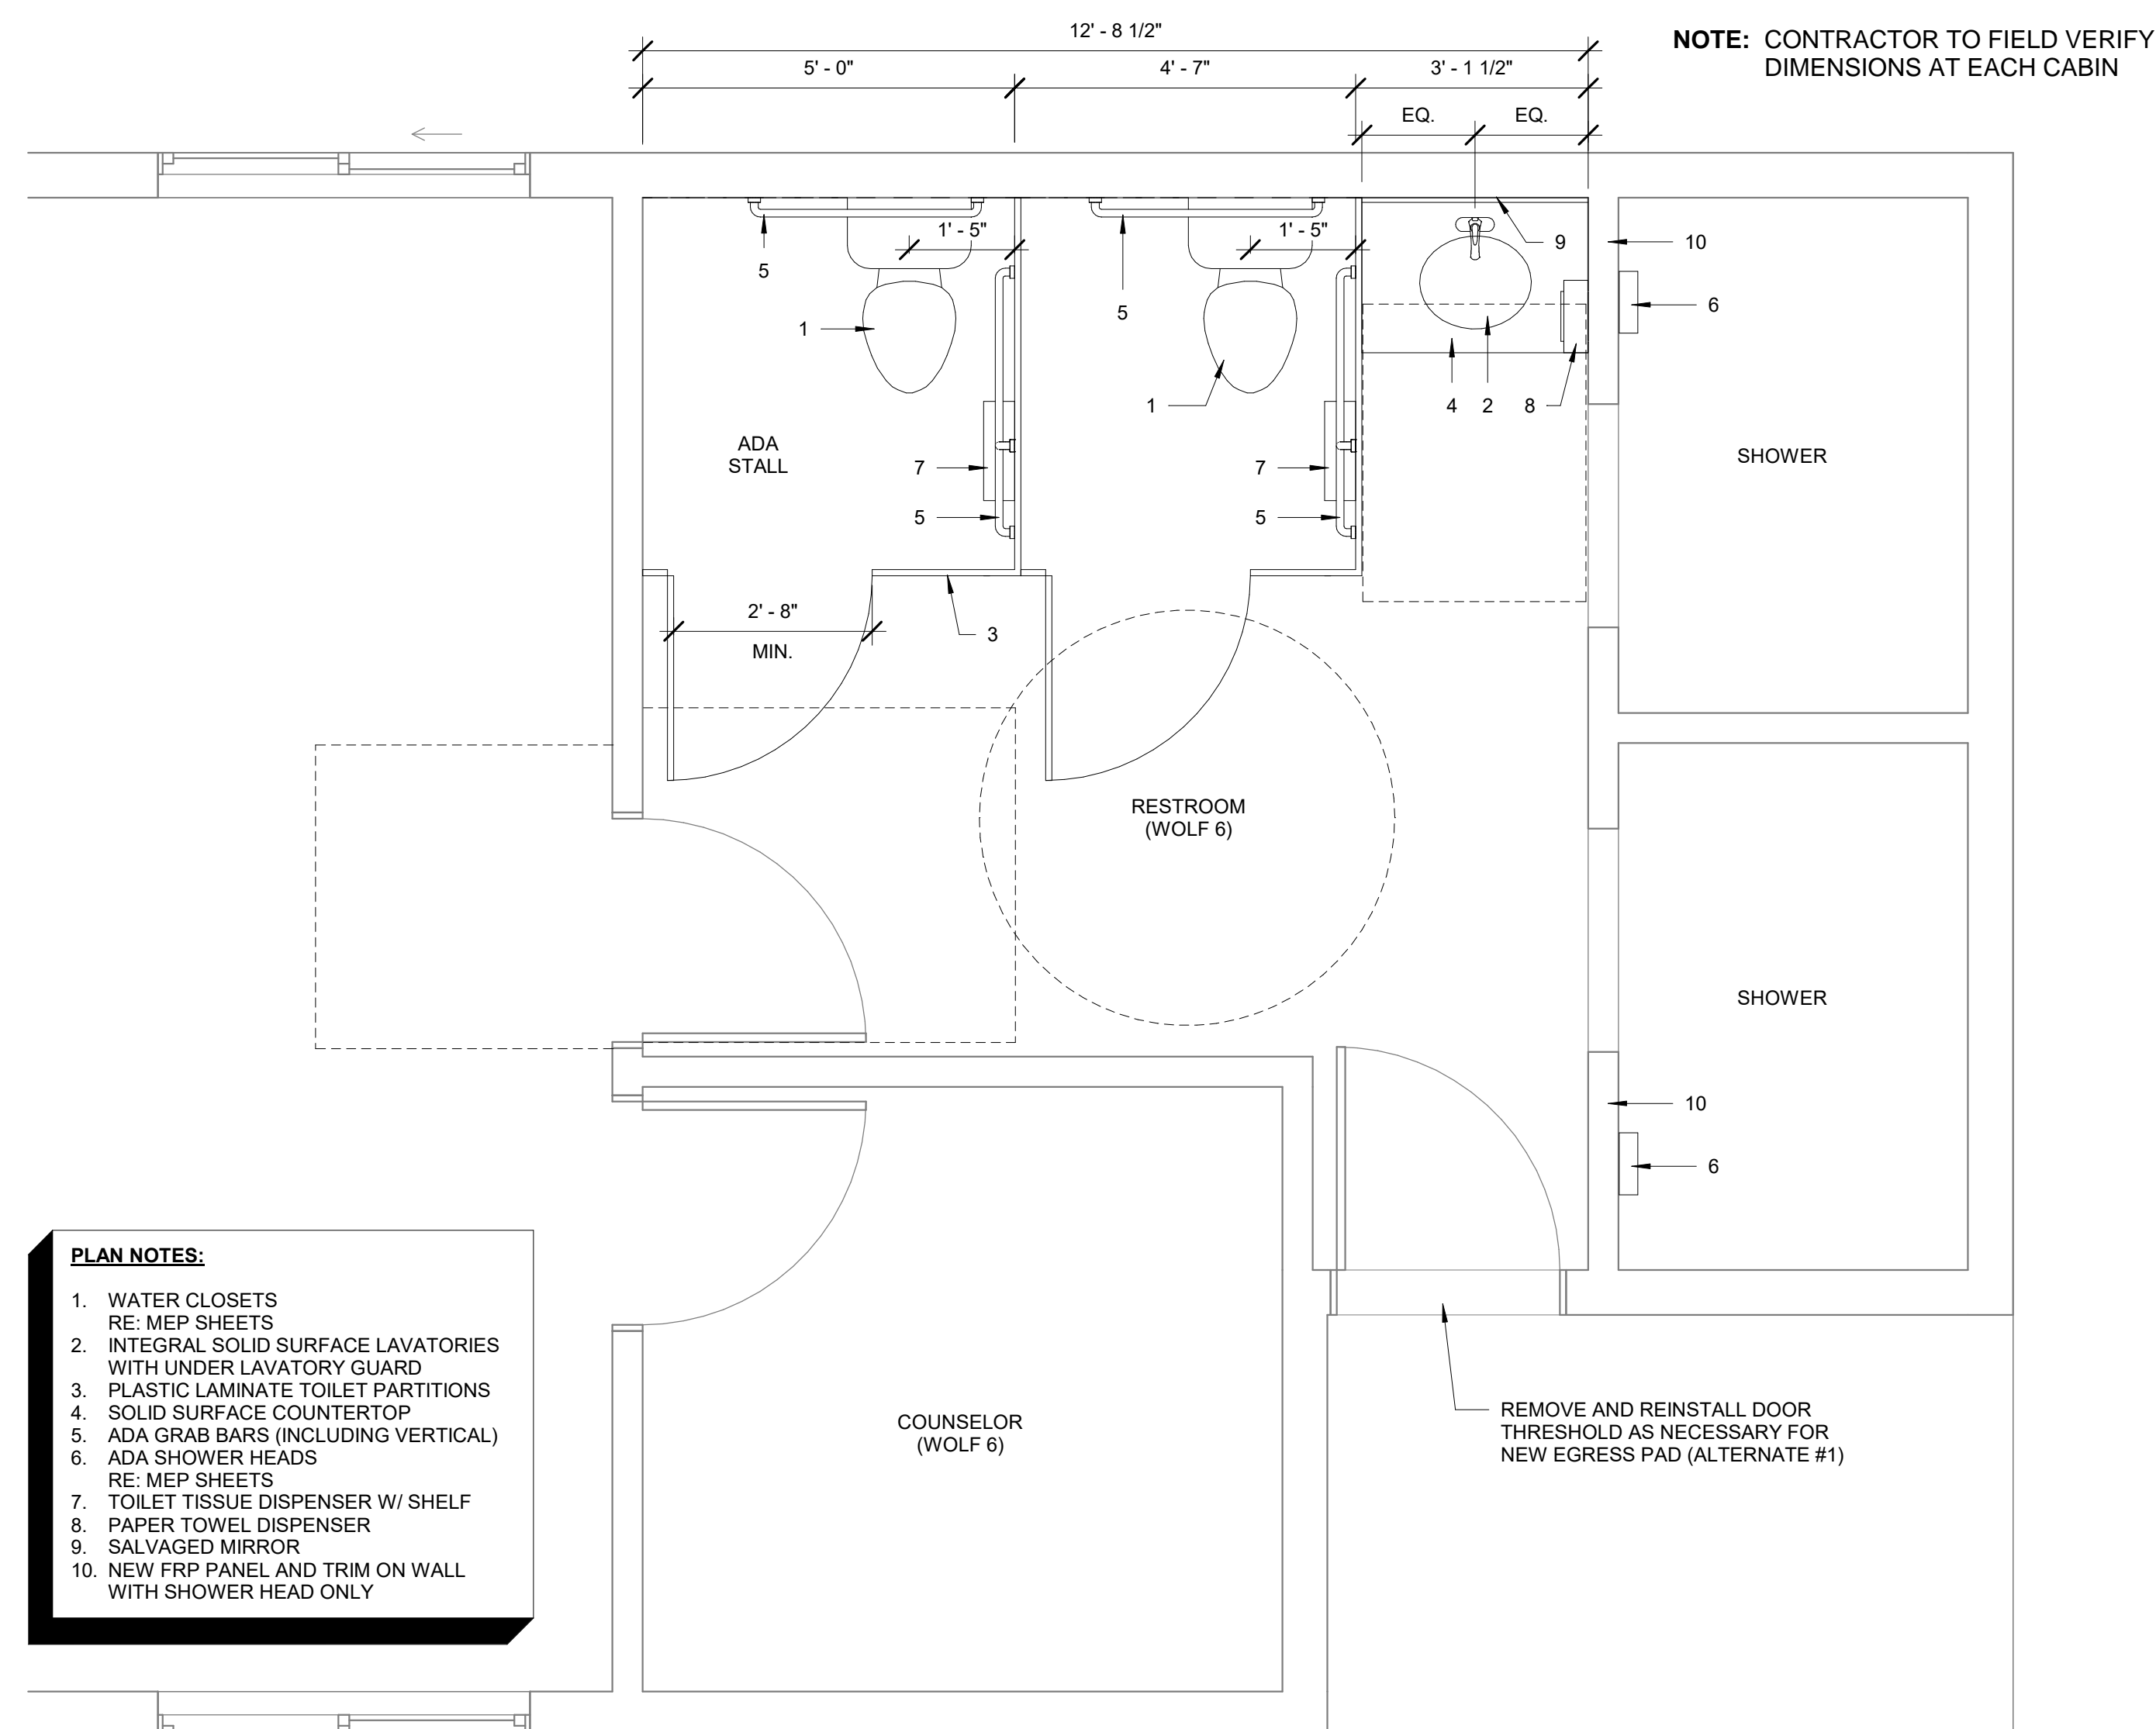 12' - 8 1/2"
NOTE: CONTRACTOR TO FIELD VERIFY
DIMENSIONS AT EACH CABIN
5' - 0"
4' - 7"
3' - 1 1/2"
EQ.
EQ.
1' - 5"
1' - 5"
9
10
5
5
6
1
1
4
2
8
ADA
STALL
SHOWER
7
7
5
5
2' - 8"
MIN.
3
RESTROOM
(WOLF 6)
SHOWER
10
6
PLAN NOTES:
1. WATER CLOSETS
RE: MEP SHEETS
2. INTEGRAL SOLID SURFACE LAVATORIES
WITH UNDER LAVATORY GUARD
3. PLASTIC LAMINATE TOILET PARTITIONS
4. SOLID SURFACE COUNTERTOP
5. ADA GRAB BARS (INCLUDING VERTICAL)
6. ADA SHOWER HEADS
RE: MEP SHEETS
7. TOILET TISSUE DISPENSER W/ SHELF
8. PAPER TOWEL DISPENSER
9. SALVAGED MIRROR
10. NEW FRP PANEL AND TRIM ON WALL
WITH SHOWER HEAD ONLY
COUNSELOR
(WOLF 6)
REMOVE AND REINSTALL DOOR
THRESHOLD AS NECESSARY FOR
NEW EGRESS PAD (ALTERNATE #1)